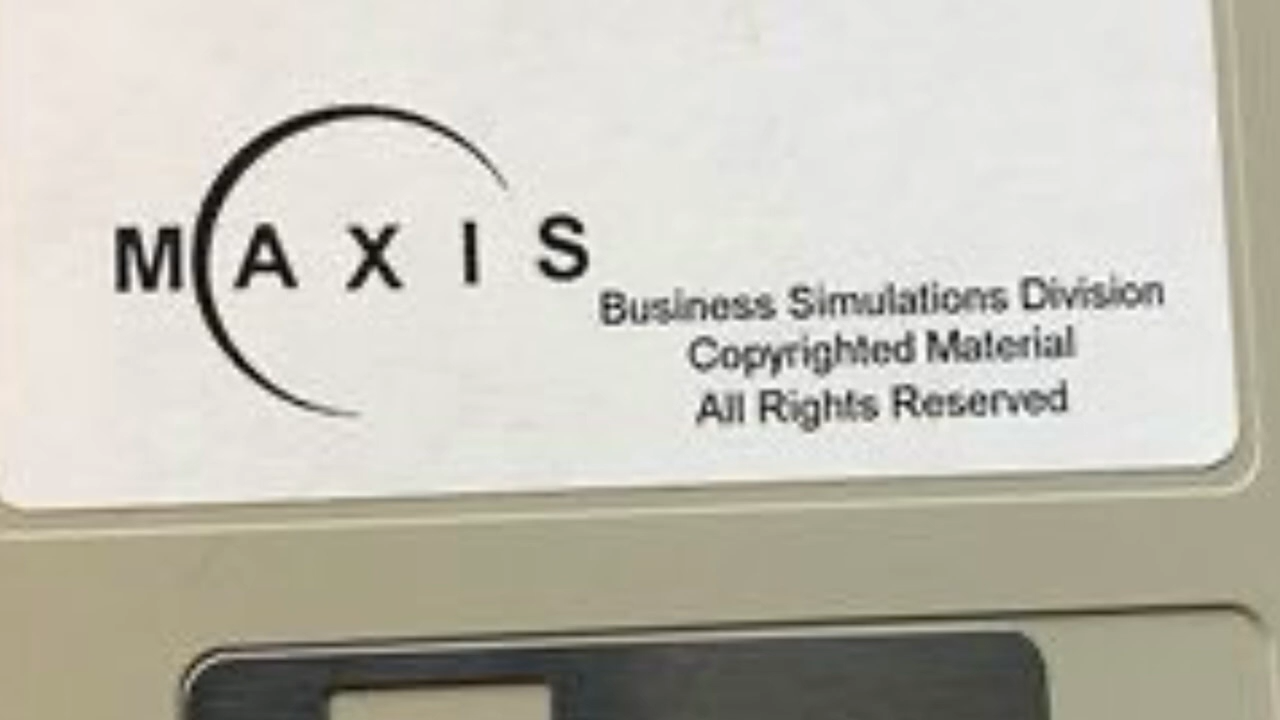 MAXIS
Business Simulations Division
Copyrighted Material
All Rights Reserved